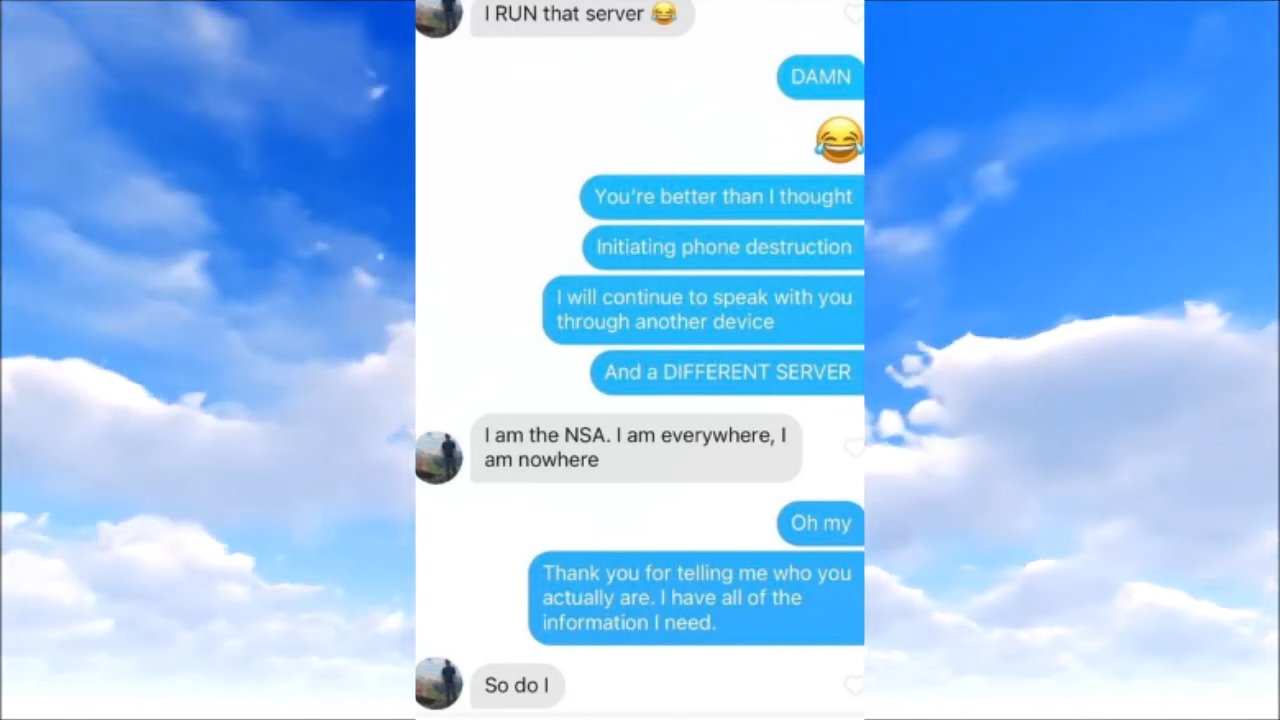 I RUN that server 😂
DAMN
😂
You're better than I thought
Initiating phone destruction
I will continue to speak with you
through another device
And a DIFFERENT SERVER
I am the NSA. I am everywhere, I
am nowhere
Oh my
Thank you for telling me who you
actually are. I have all of the
information I need.
So do I